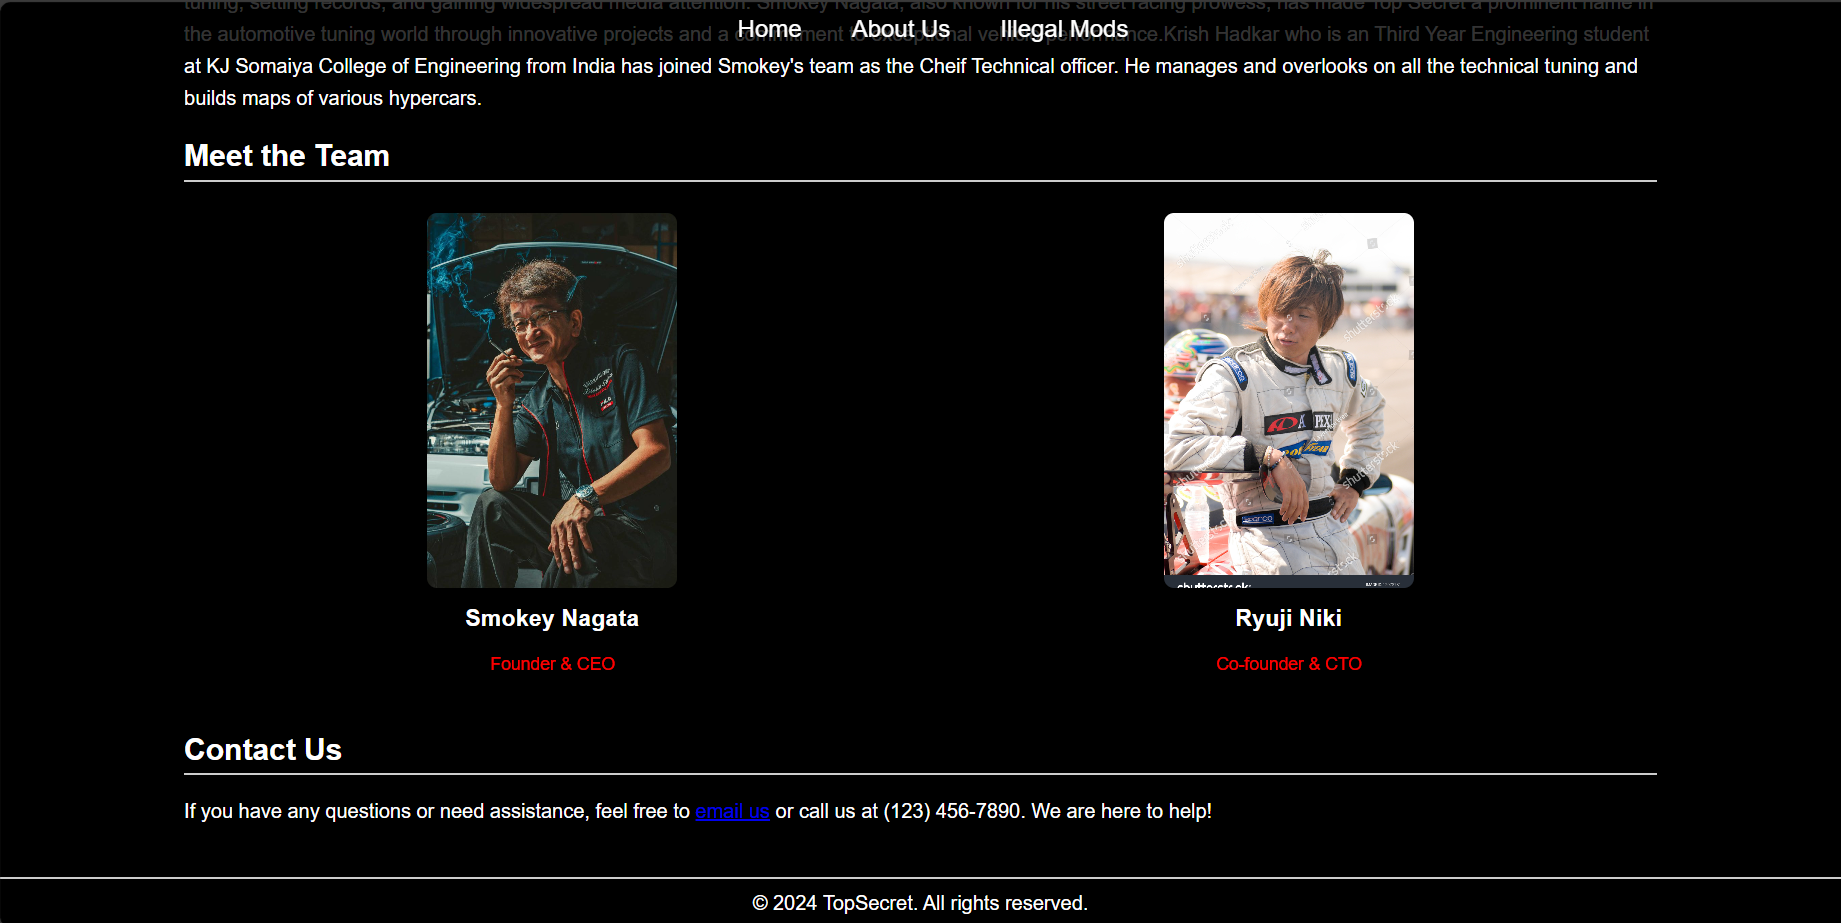 tuning, setting records, and gaining widespread media attention. Smokey Nagata, also known for his street racing prowess, has made Top Secret a prominent name in
Home About Us Illegal Mods
the automotive tuning world through innovative projects and a commitment to exceptional vehicle performance.Krish Hadkar who is an Third Year Engineering student
at KJ Somaiya College of Engineering from India has joined Smokey's team as the Cheif Technical officer. He manages and overlooks on all the technical tuning and
builds maps of various hypercars.
Meet the Team
shutterstock
shutterstock
SPARCO
shutterstock
Smokey Nagata
Ryuji Niki
Founder & CEO
Co-founder & CTO
Contact Us
If you have any questions or need assistance, feel free to email us or call us at (123) 456-7890. We are here to help!
© 2024 TopSecret. All rights reserved.